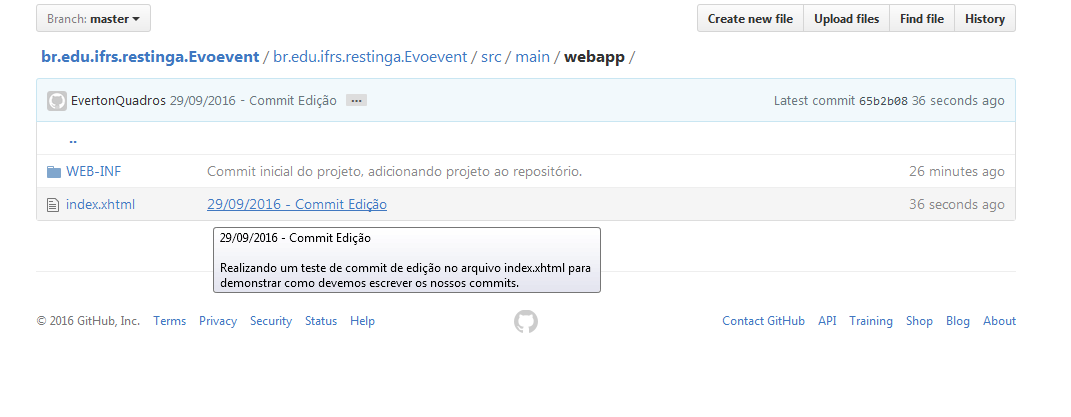 Branch: master
Create new file Upload files Find file History
br.edu.ifrs.restinga.Evoevent / br.edu.ifrs.restinga.Evoevent / src / main / webapp /
EvertonQuadros 29/09/2016 - Commit Edição ... Latest commit 65b2b08 36 seconds ago
..
WEB-INF Commit inicial do projeto, adicionando projeto ao repositório. 26 minutes ago
index.xhtml 29/09/2016 - Commit Edição 36 seconds ago
29/09/2016 - Commit Edição
Realizando um teste de commit de edição no arquivo index.xhtml para
demonstrar como devemos escrever os nossos commits.
© 2016 GitHub, Inc. Terms Privacy Security Status Help Contact GitHub API Training Shop Blog About